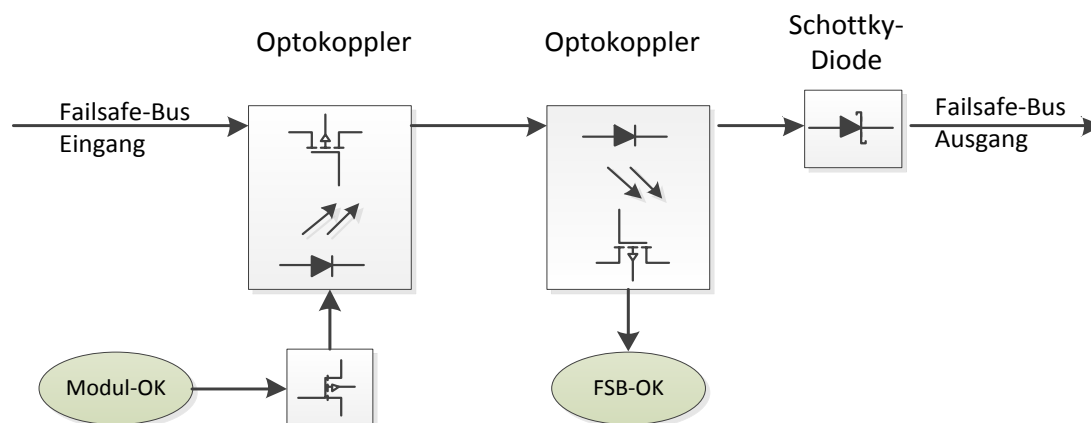 Optokoppler
Optokoppler
Schottky-
Diode
Failsafe-Bus
Eingang
Failsafe-Bus
Ausgang
Modul-OK
FSB-OK